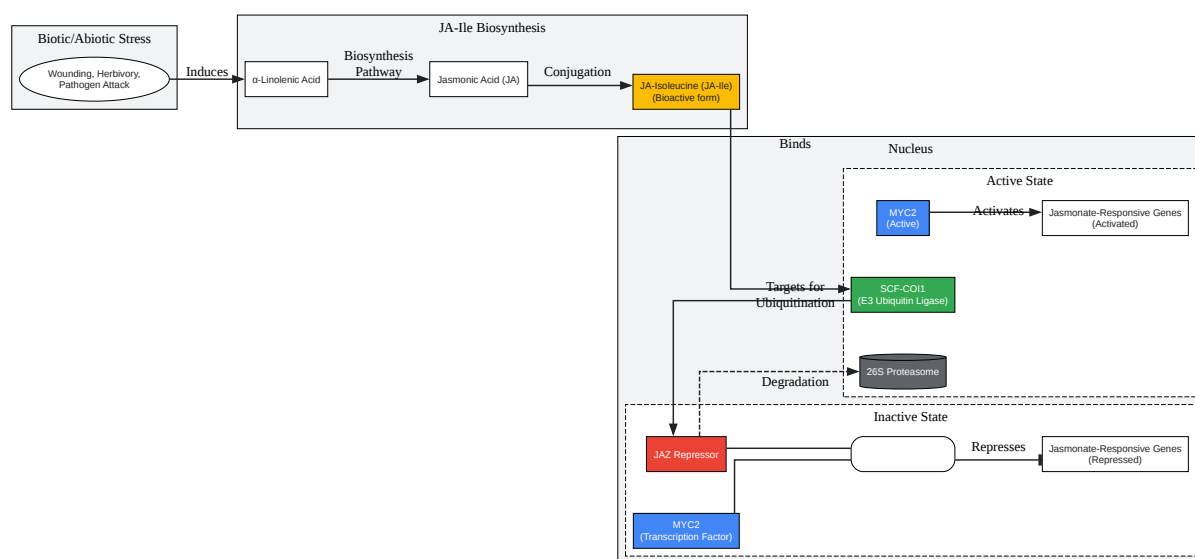 JA-Ile Biosynthesis
Biotic/Abiotic Stress
Wounding, Herbivory,
Pathogen Attack
Induces
α-Linolenic Acid
Biosynthesis
Pathway
Jasmonic Acid (JA)
Conjugation
JA-Isoleucine (JA-Ile)
(Bioactive form)
Binds
Nucleus
Active State
MYC2
(Active)
Activates
Jasmonate-Responsive Genes
(Activated)
Targets for
Ubiquitination
SCF-COI1
(E3 Ubiquitin Ligase)
26S Proteasome
Degradation
Inactive State
JAZ Repressor
Represses
Jasmonate-Responsive Genes
(Repressed)
MYC2
(Transcription Factor)